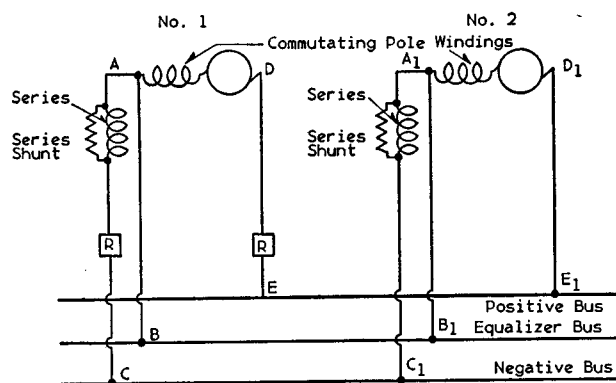 No. 1
No. 2
Commutating Pole Windings
A
D
A1
D1
Series
Series
Series
Shunt
Series
Shunt
R
R
E
E1
Positive Bus
B
B1
Equalizer Bus
C
C1
Negative Bus